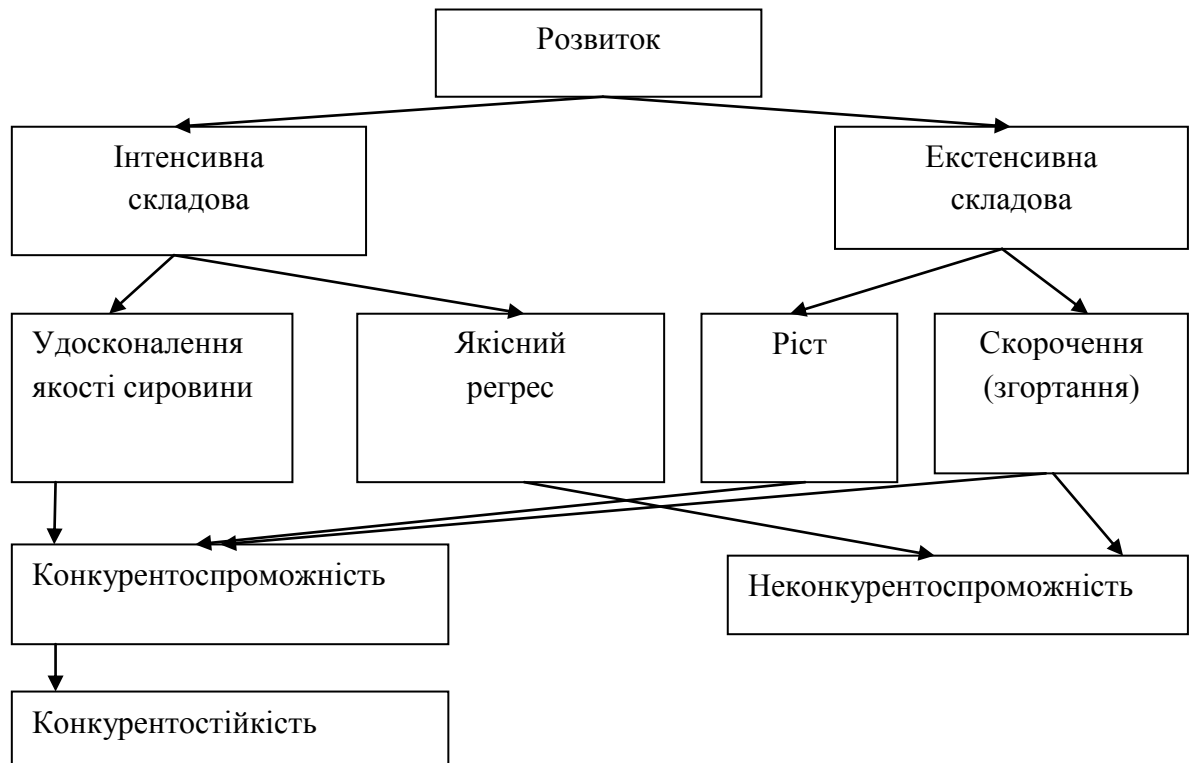 Розвиток
Інтенсивна
складова
Екстенсивна
складова
Удосконалення
якості сировини
Якісний
регрес
Ріст
Скорочення
(згортання)
Конкурентоспроможність
Неконкурентоспроможність
Конкурентостійкість